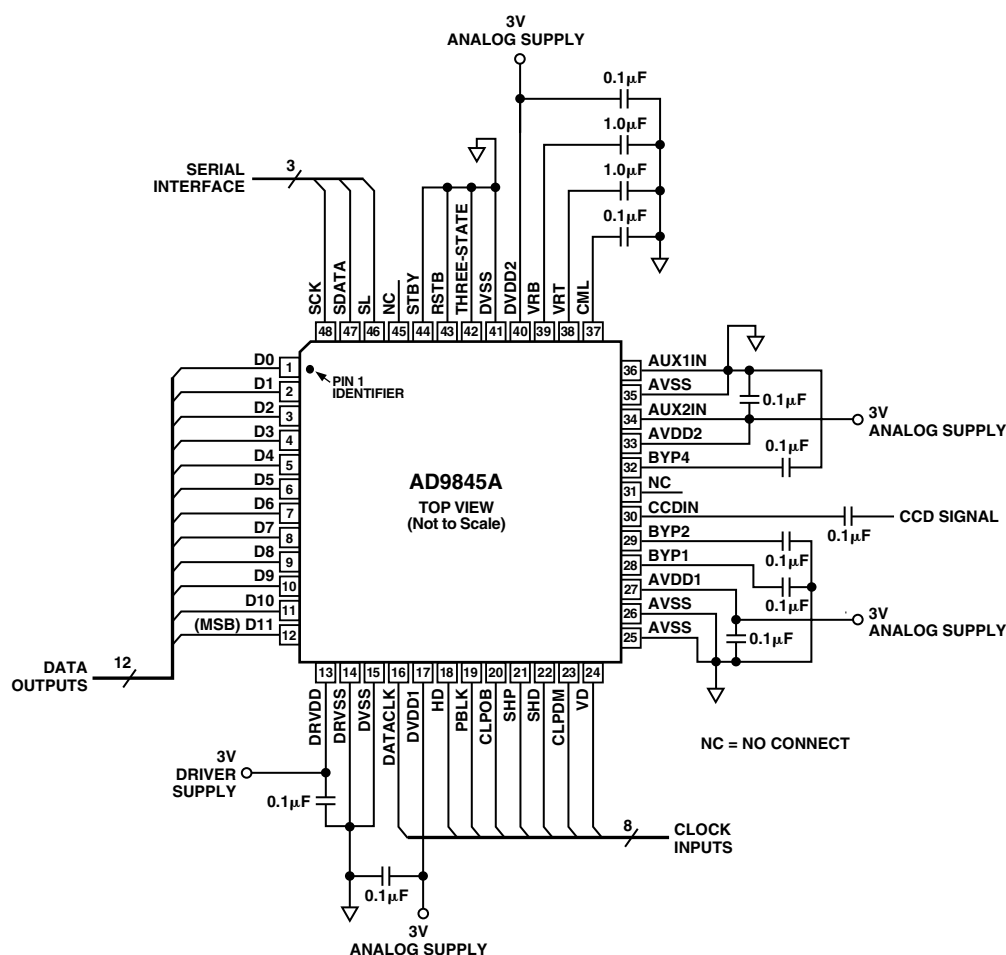 3V
ANALOG SUPPLY
0.1µF
1.0µF
1.0µF
0.1µF
SERIAL
INTERFACE
3
SCK
SDATA
SL
NC
STBY
RSTB
THREE-STATE
DVSS
DVDD2
VRB
VRT
CML
48 47 46 45 44 43 42 41 40 39 38 37
PIN 1
IDENTIFIER
D0 1
D1 2
D2 3
D3 4
D4 5
D5 6
D6 7
D7 8
D8 9
D9 10
D10 11
(MSB) D11 12
DATA
OUTPUTS
12
AD9845A
TOP VIEW
(Not to Scale)
36 AUX1IN
35 AVSS
34 AUX2IN
33 AVDD2
32 BYP4
31 NC
30 CCDIN
29 BYP2
28 BYP1
27 AVDD1
26 AVSS
25 AVSS
0.1µF
3V
ANALOG SUPPLY
0.1µF
CCD SIGNAL
0.1µF
0.1µF
0.1µF
3V
ANALOG SUPPLY
0.1µF
13 14 15 16 17 18 19 20 21 22 23 24
DRVDD
DRVSS
DVSS
DATACLK
DVDD1
HD
PBLK
CLPOB
SHP
SHD
CLPDM
VD
NC = NO CONNECT
3V
DRIVER
SUPPLY
0.1µF
8
CLOCK
INPUTS
0.1µF
3V
ANALOG SUPPLY